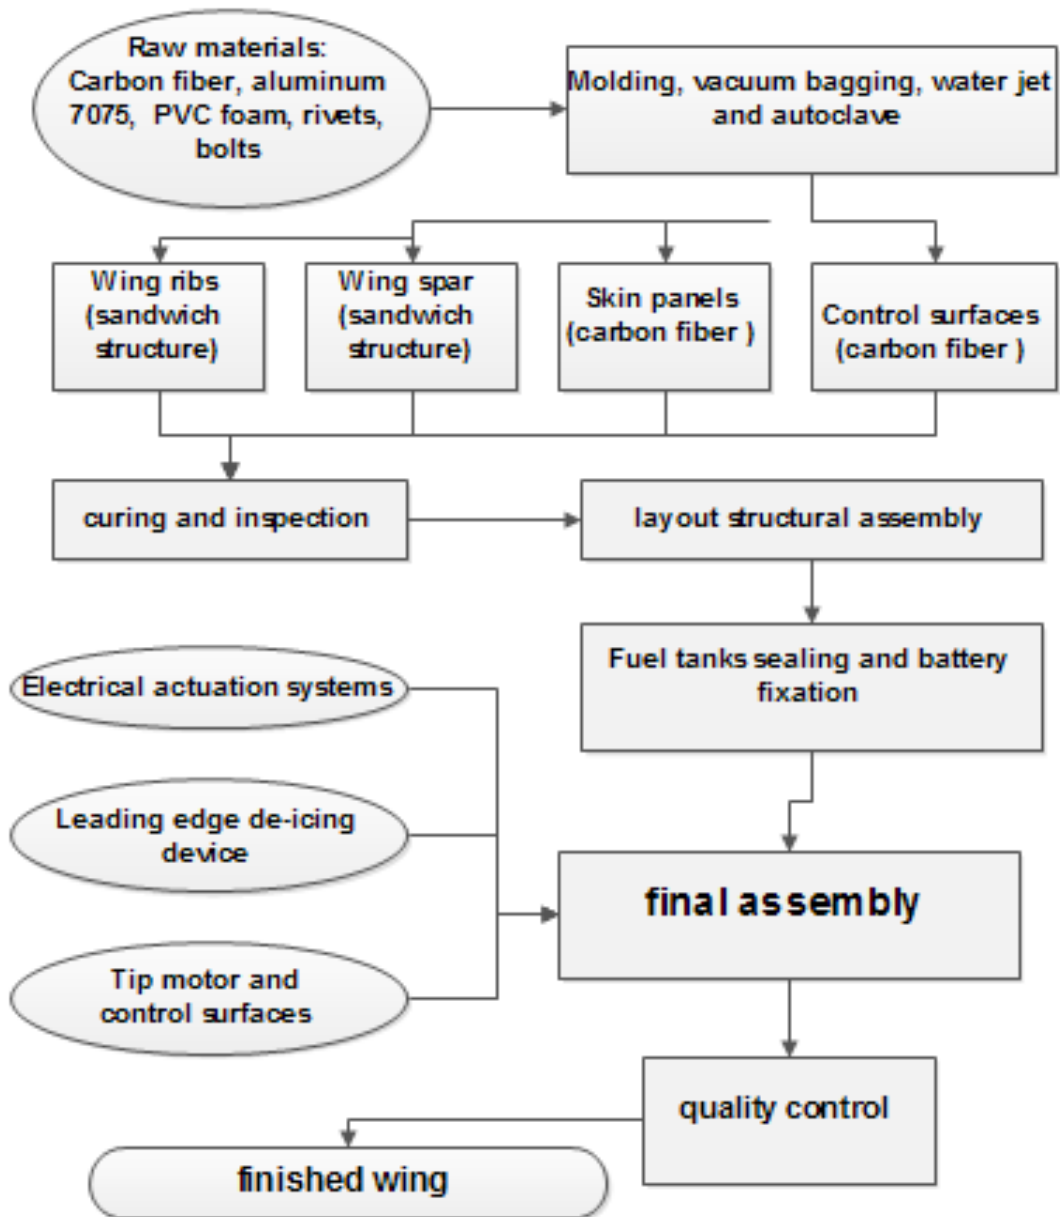 Raw materials:
Carbon fiber, aluminum
7075, PVC foam, rivets,
bolts
Molding, vacuum bagging, water jet
and autoclave
Wing ribs
(sandwich
structure)
Wing spar
(sandwich
structure)
Skin panels
(carbon fiber )
Control surfaces
(carbon fiber )
curing and inspection
layout structural assembly
Fuel tanks sealing and battery
fixation
Electrical actuation systems
Leading edge de-icing
device
final assembly
Tip motor and
control surfaces
quality control
finished wing